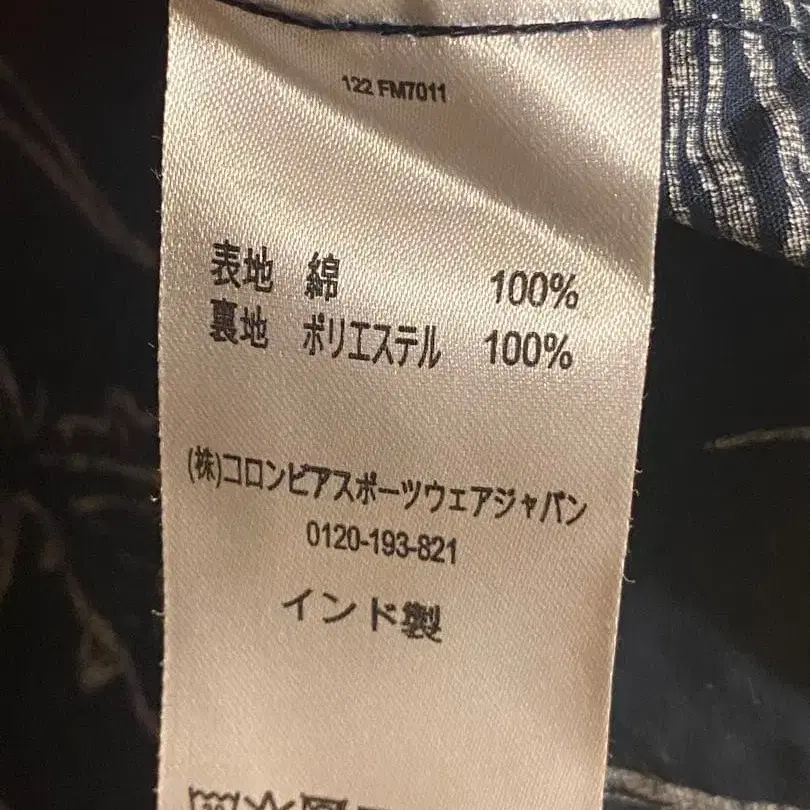 122 FM7011
表地 綿 100%
裏地 ポリエステル 100%
(株)コロンビアスポーツウェアジャパン
0120-193-821
インド製